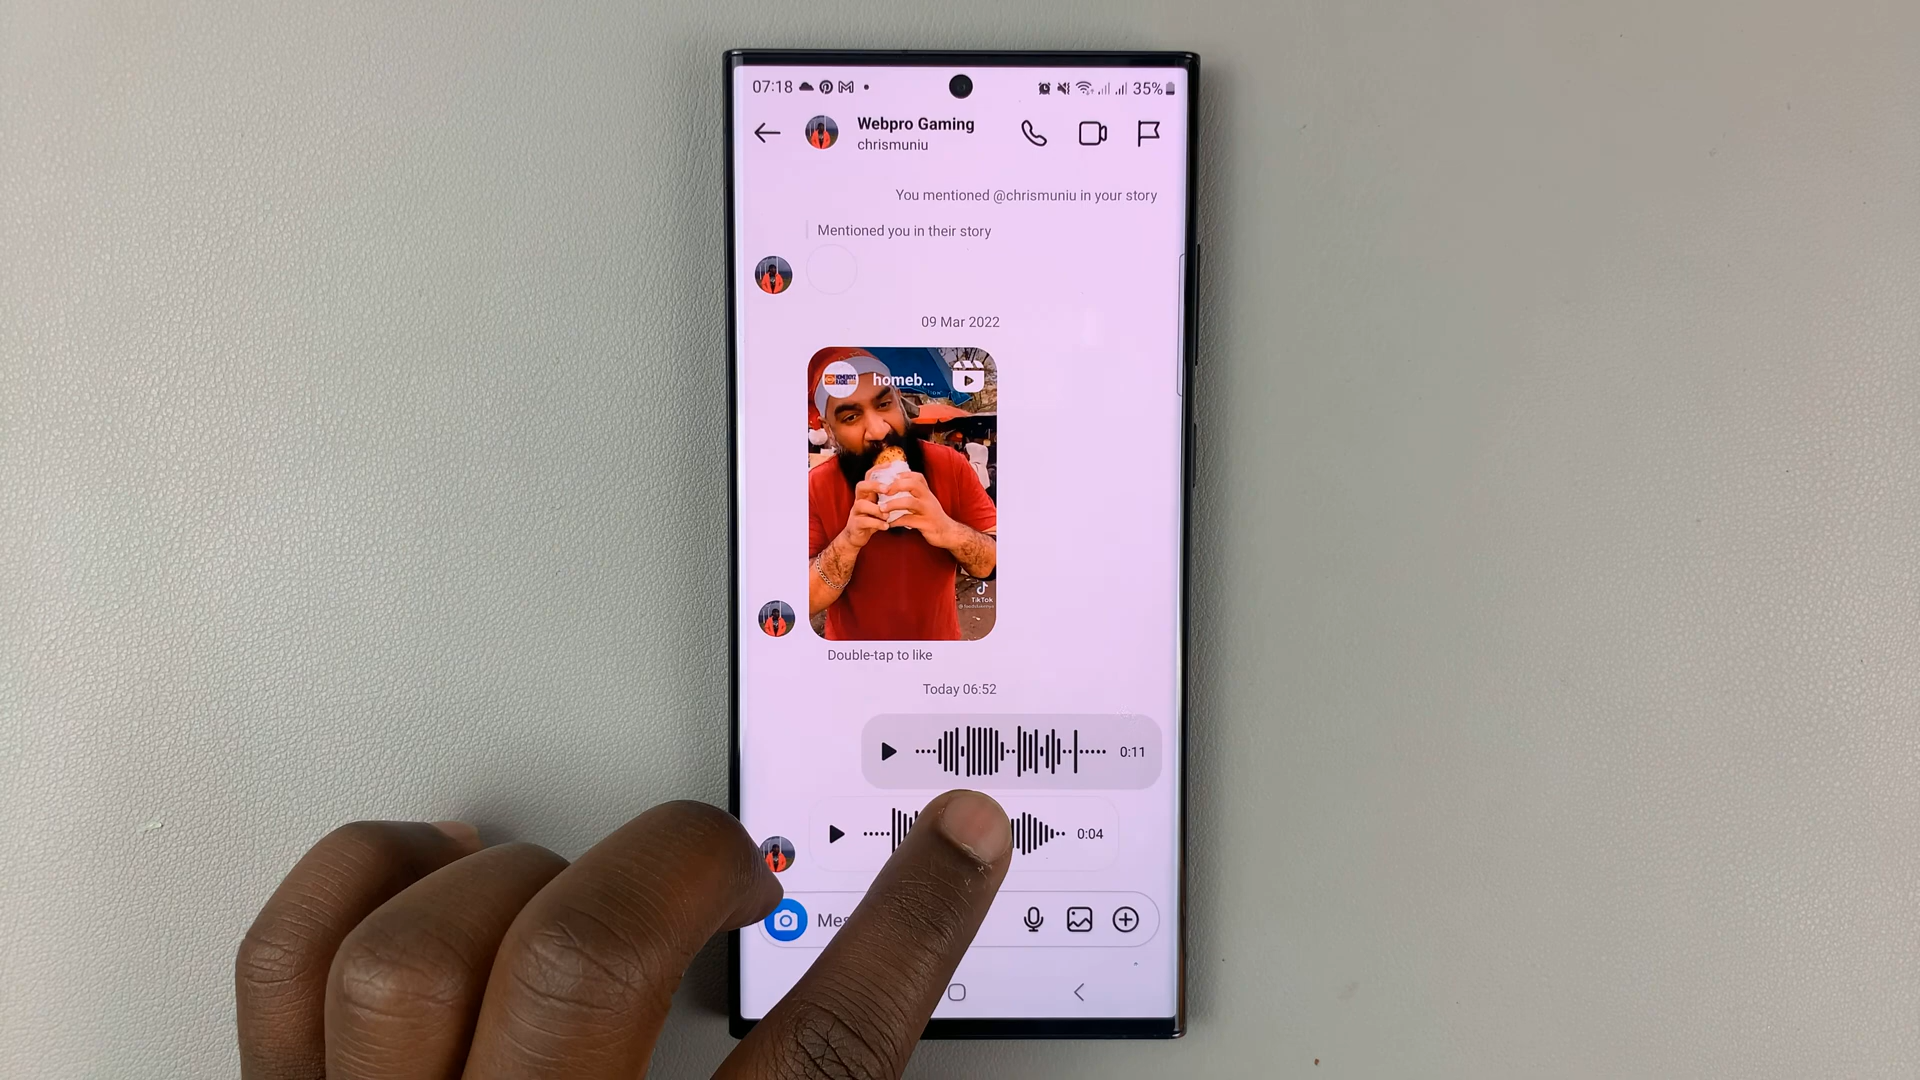 07:18
35%
Webpro Gaming
chrismuniu
You mentioned @chrismuniu in your story
Mentioned you in their story
09 Mar 2022
homeb...
TikTok
Double-tap to like
Today 06:52
0:11
0:04
Mes